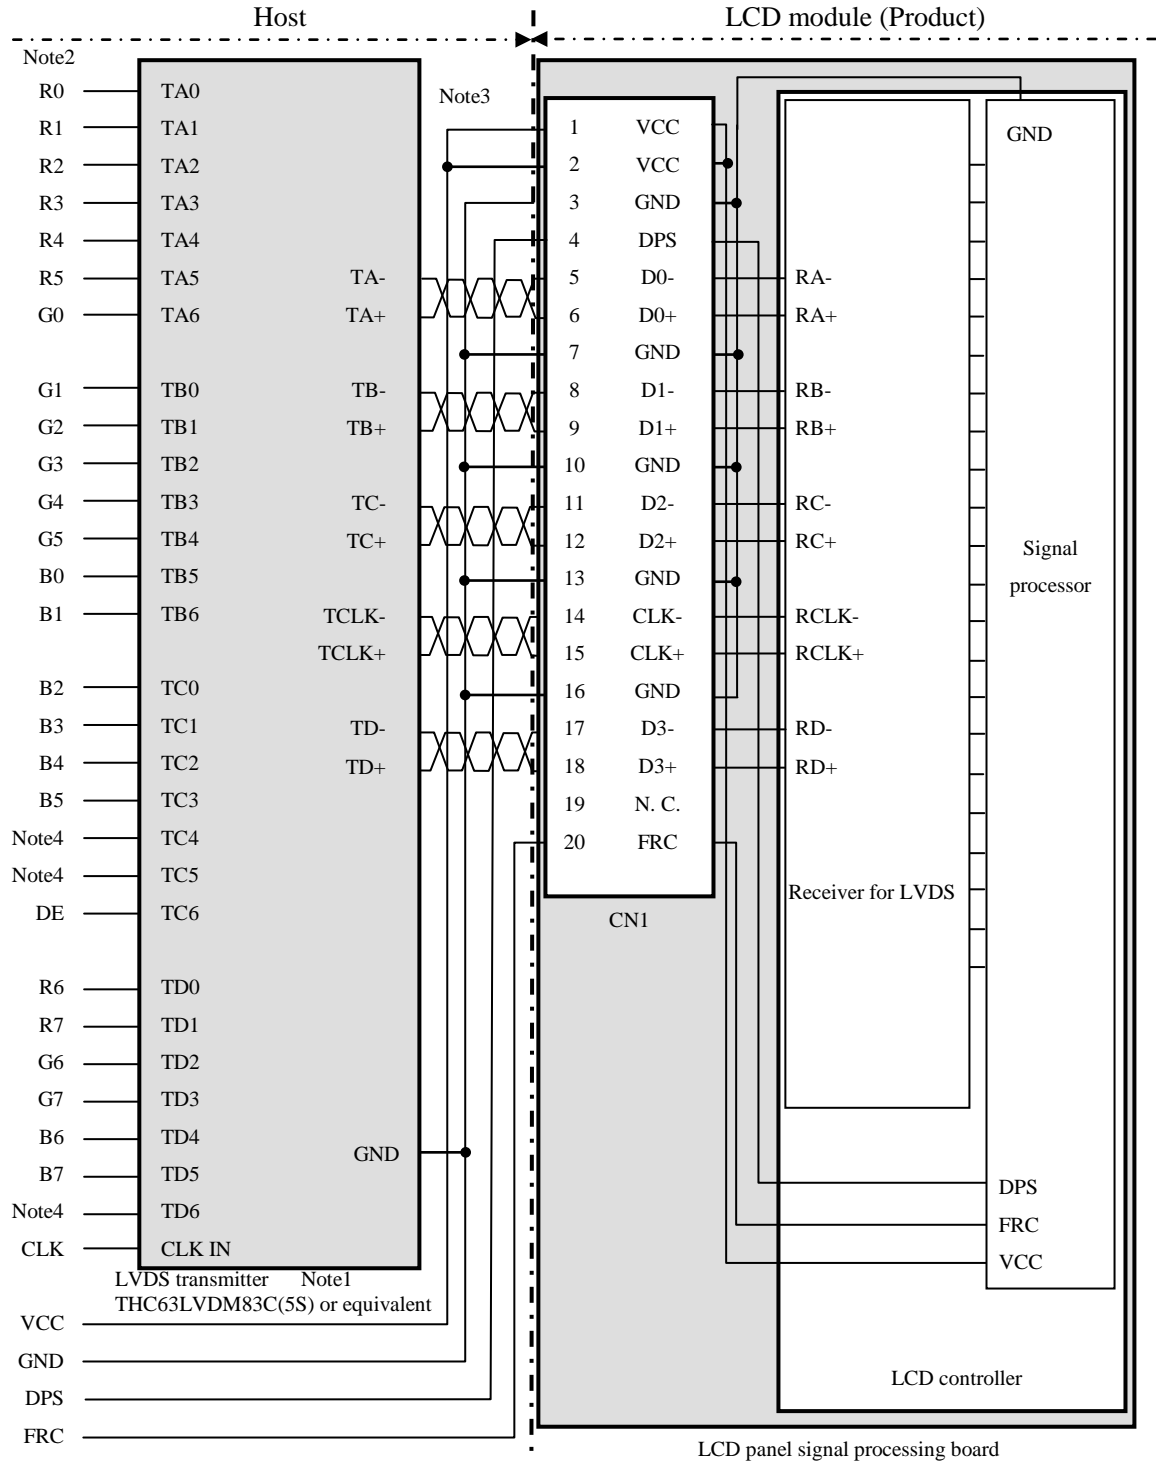 Host
LCD module (Product)
Note2
Note3
R0 TA0
R1 TA1
R2 TA2
R3 TA3
R4 TA4
R5 TA5
G0 TA6
G1 TB0
G2 TB1
G3 TB2
G4 TB3
G5 TB4
B0 TB5
B1 TB6
B2 TC0
B3 TC1
B4 TC2
B5 TC3
Note4 TC4
Note4 TC5
DE TC6
R6 TD0
R7 TD1
G6 TD2
G7 TD3
B6 TD4
B7 TD5
Note4 TD6
CLK CLK IN
TA-
TA+
TB-
TB+
TC-
TC+
TCLK-
TCLK+
TD-
TD+
GND
LVDS transmitter Note1
THC63LVDM83C(5S) or equivalent
VCC
GND
DPS
FRC
1 VCC
2 VCC
3 GND
4 DPS
5 D0-
6 D0+
7 GND
8 D1-
9 D1+
10 GND
11 D2-
12 D2+
13 GND
14 CLK-
15 CLK+
16 GND
17 D3-
18 D3+
19 N. C.
20 FRC
CN1
RA-
RA+
RB-
RB+
RC-
RC+
RCLK-
RCLK+
RD-
RD+
Receiver for LVDS
GND
Signal
processor
DPS
FRC
VCC
LCD controller
LCD panel signal processing board